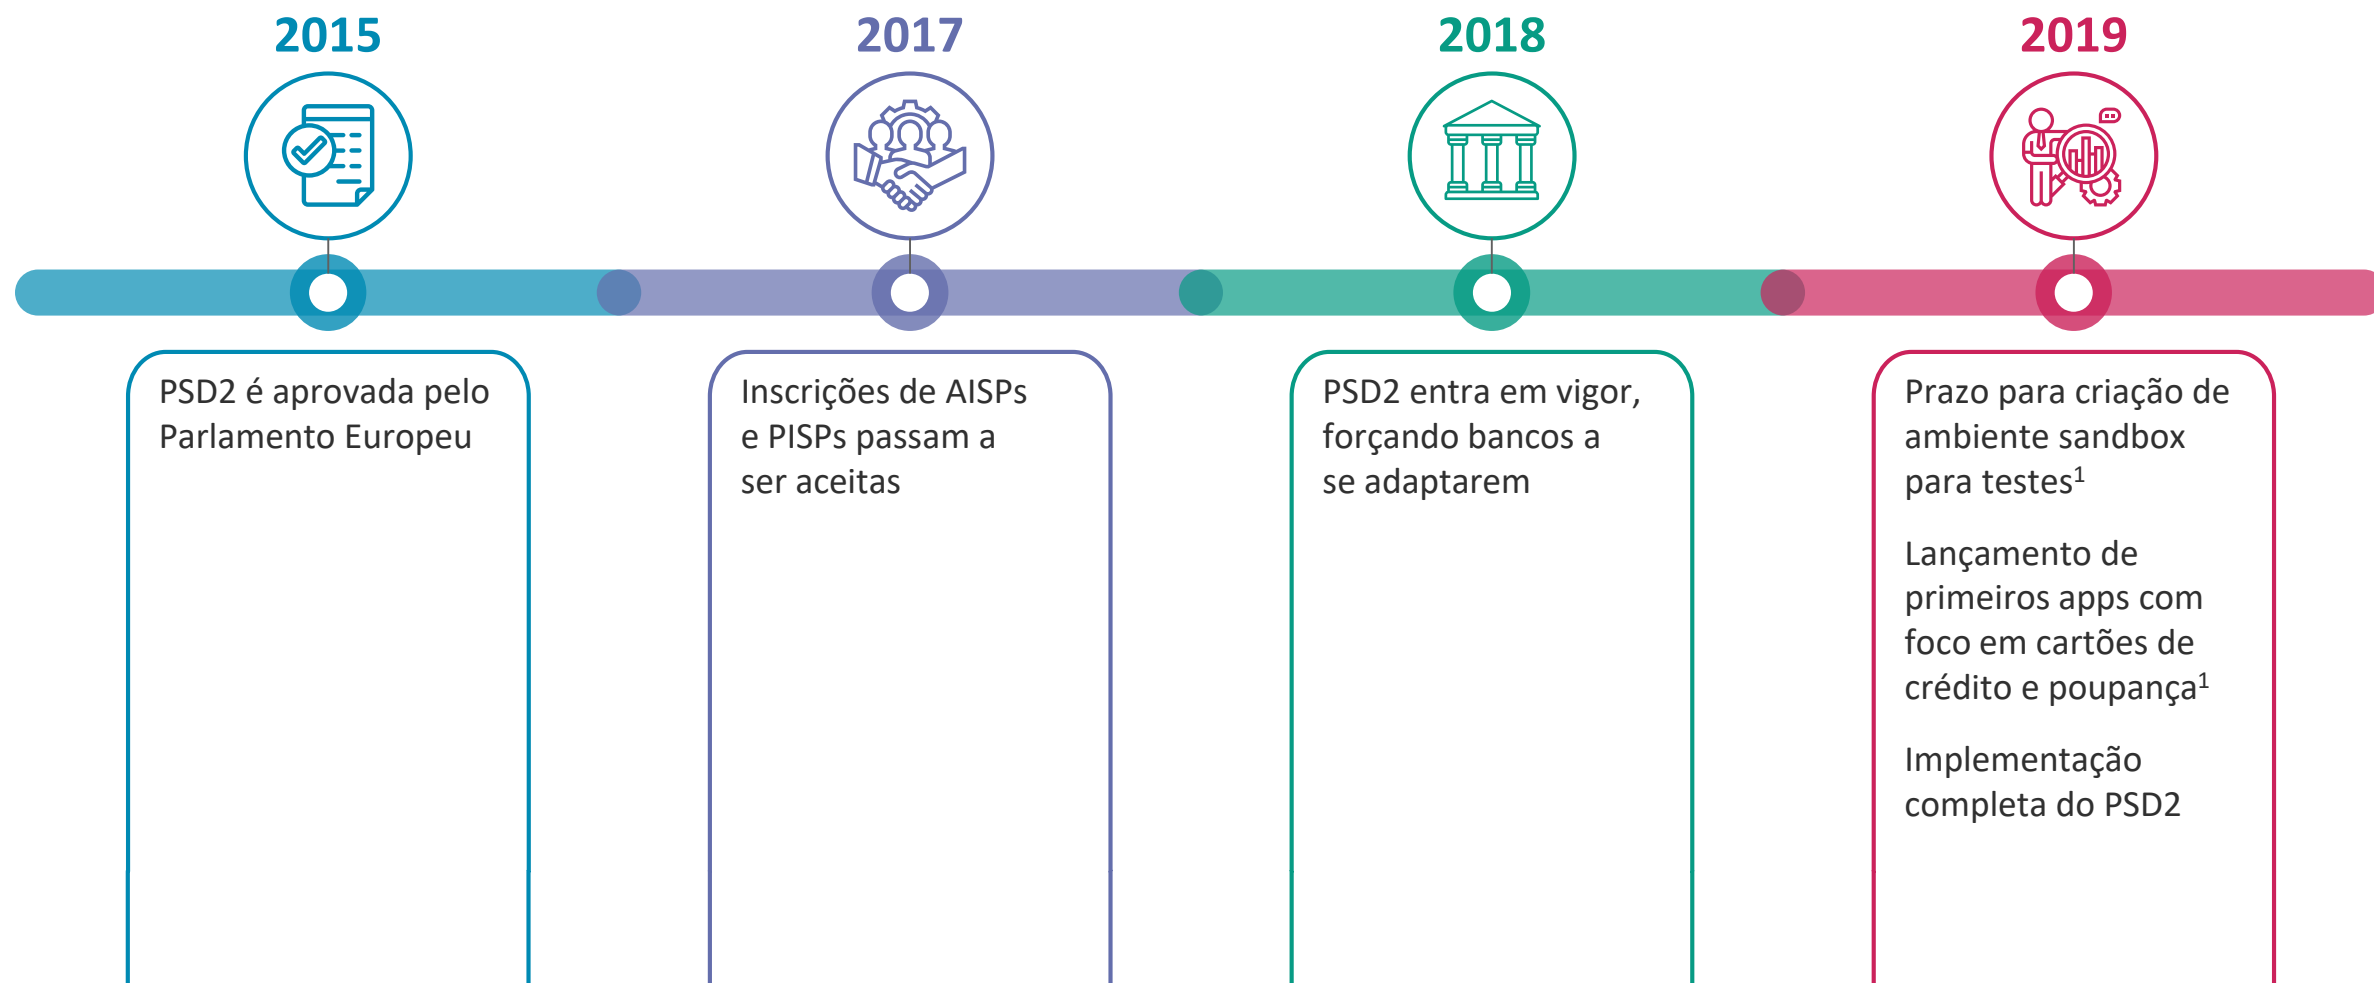 2015
PSD2 é aprovada pelo
Parlamento Europeu
2017
Inscrições de AISPs
e PISPs passam a
ser aceitas
2018
PSD2 entra em vigor,
forçando bancos a
se adaptarem
2019
Prazo para criação de
ambiente sandbox
para testes¹
Lançamento de
primeiros apps com
foco em cartões de
crédito e poupança¹
Implementação
completa do PSD2